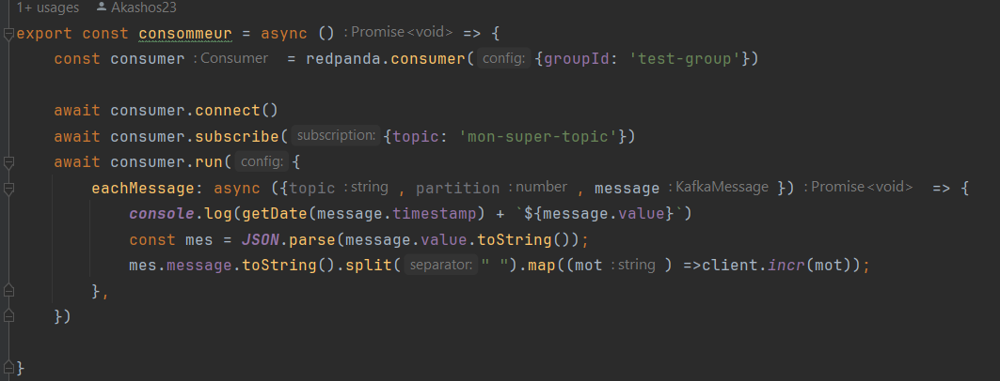 1+ usages Akashos23
export const consommeur = async () : Promise<void> => {
const consumer : Consumer = redpanda.consumer( config: {groupId: 'test-group'})
await consumer.connect()
await consumer.subscribe( subscription: {topic: 'mon-super-topic'})
await consumer.run( config: {
eachMessage: async ({topic : string , partition : number , message : KafkaMessage }) : Promise<void> => {
console.log(getDate(message.timestamp) + `${message.value}`)
const mes = JSON.parse(message.value.toString());
mes.message.toString().split( separator: " ").map((mot : string ) =>client.incr(mot));
},
})
}